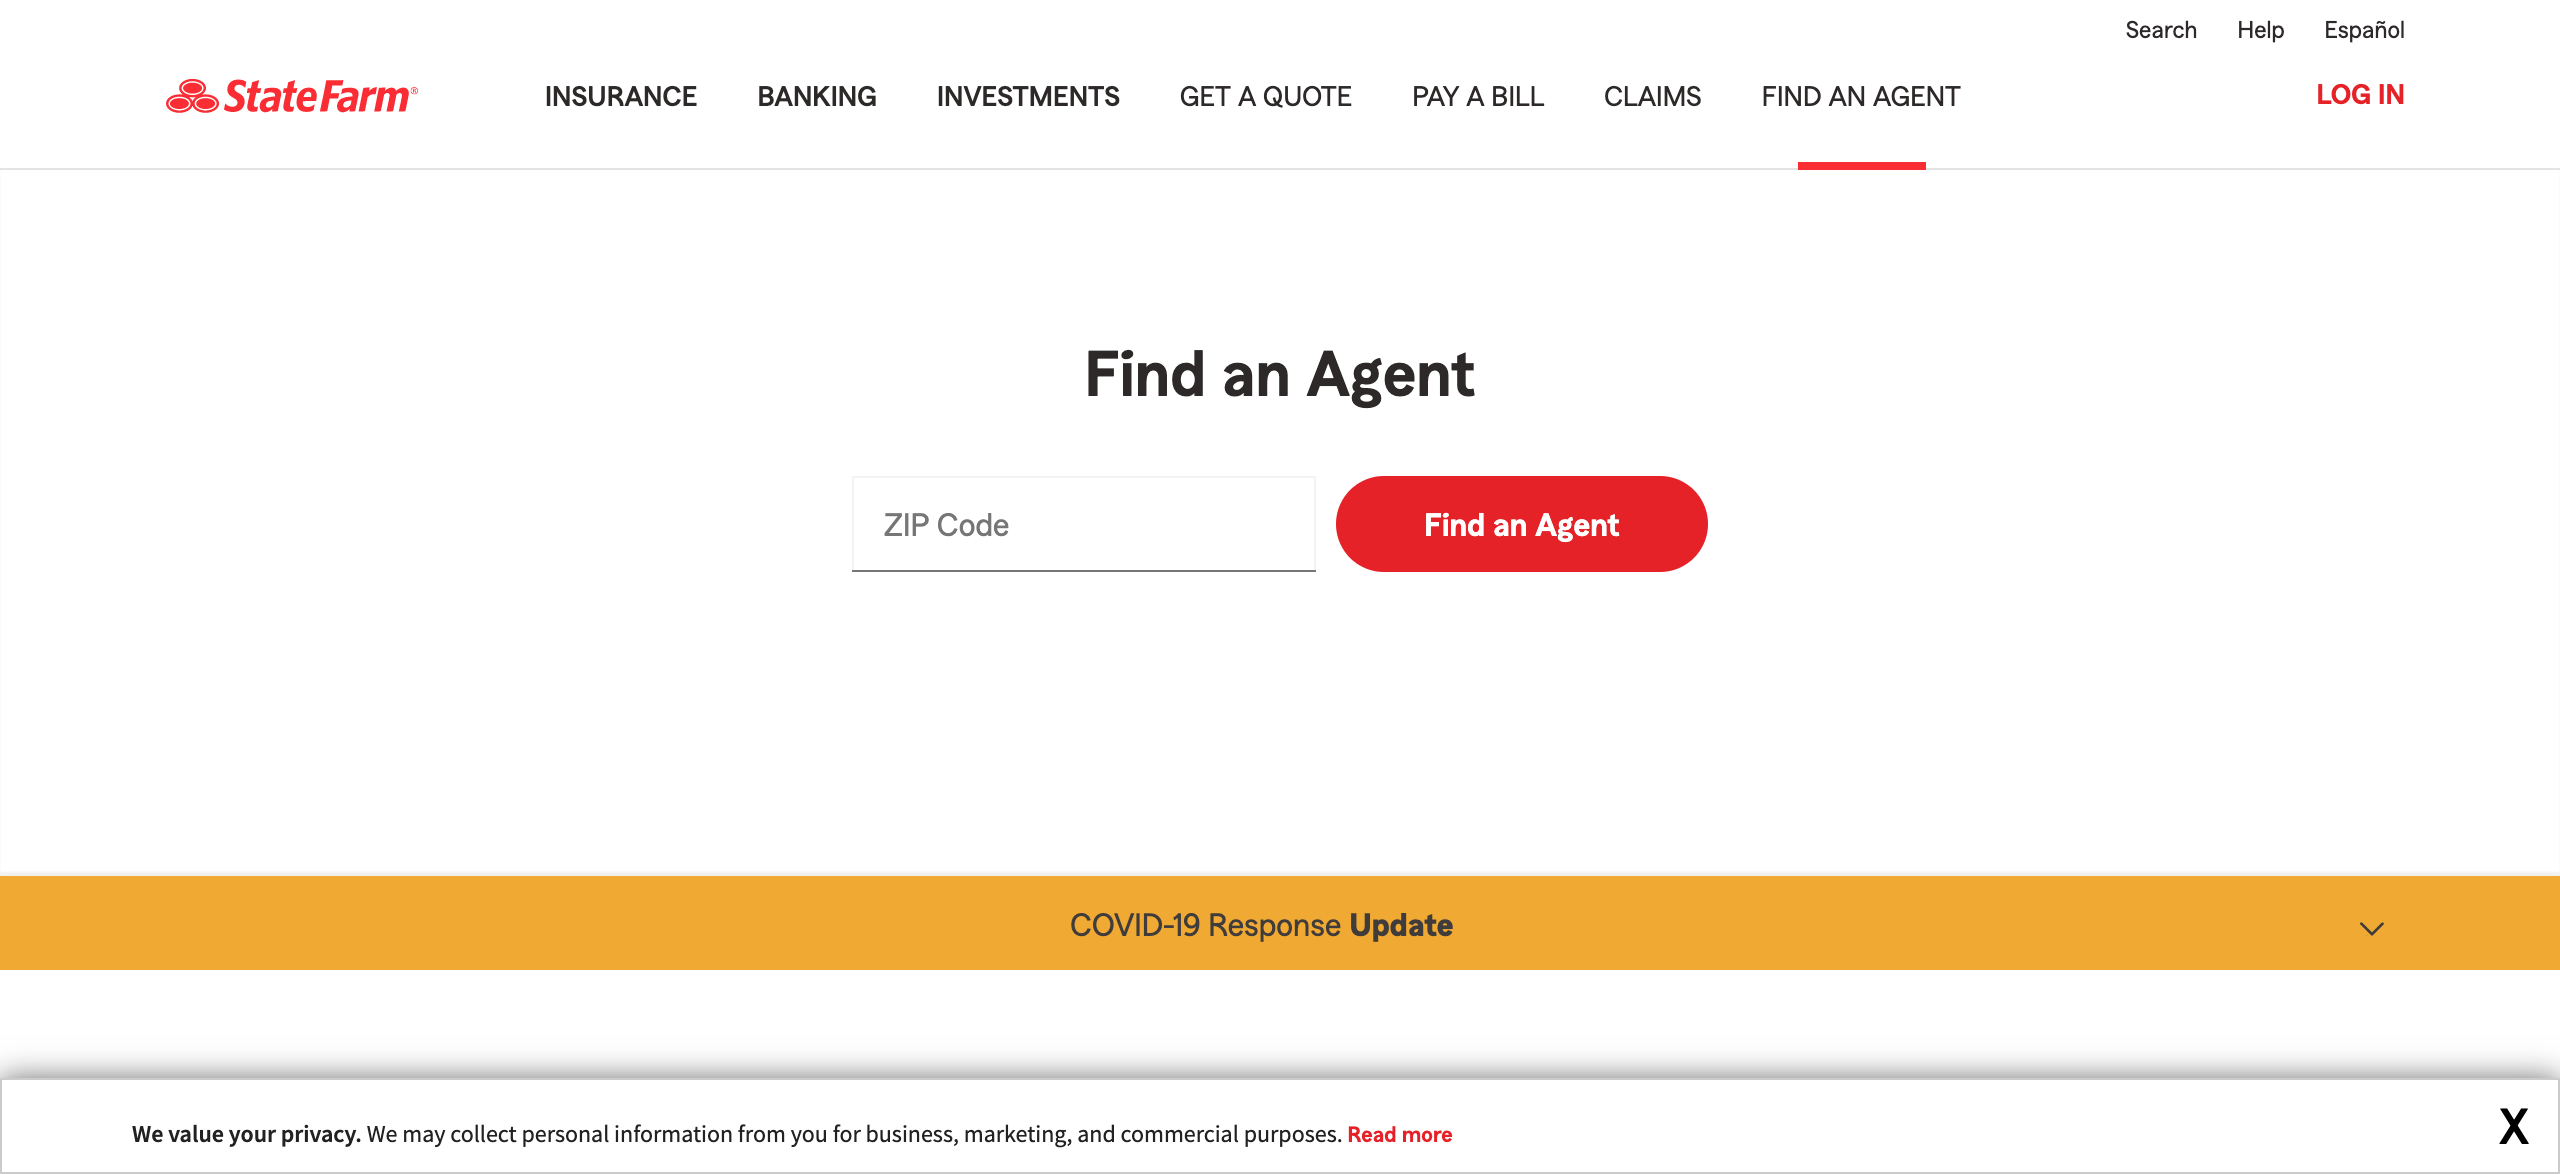 Search Help Español
StateFarm®
INSURANCE BANKING INVESTMENTS GET A QUOTE PAY A BILL CLAIMS FIND AN AGENT LOG IN
Find an Agent
ZIP Code Find an Agent
COVID-19 Response Update
We value your privacy. We may collect personal information from you for business, marketing, and commercial purposes. Read more X